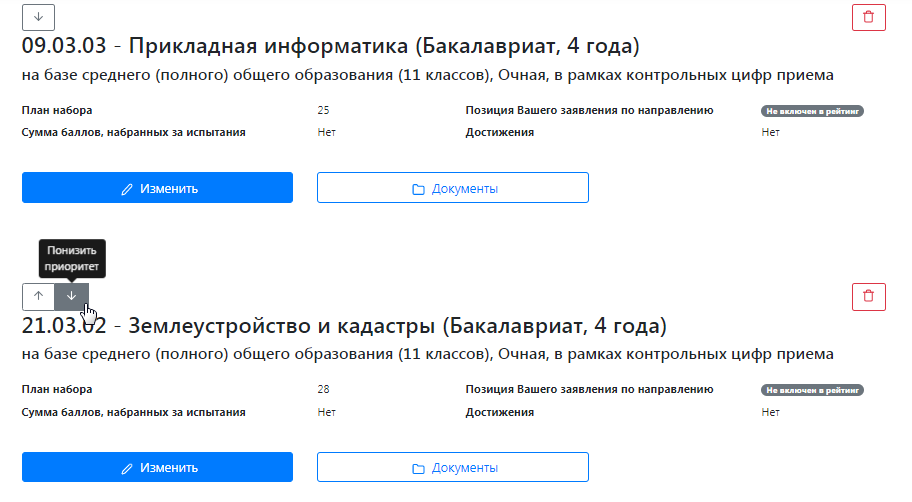 09.03.03 - Прикладная информатика (Бакалавриат, 4 года)
на базе среднего (полного) общего образования (11 классов), Очная, в рамках контрольных цифр приема
План набора 25 Позиция Вашего заявления по направлению Не включен в рейтинг
Сумма баллов, набранных за испытания Нет Достижения Нет
Изменить Документы
Понизить
приоритет
21.03.02 - Землеустройство и кадастры (Бакалавриат, 4 года)
на базе среднего (полного) общего образования (11 классов), Очная, в рамках контрольных цифр приема
План набора 28 Позиция Вашего заявления по направлению Не включен в рейтинг
Сумма баллов, набранных за испытания Нет Достижения Нет
Изменить Документы